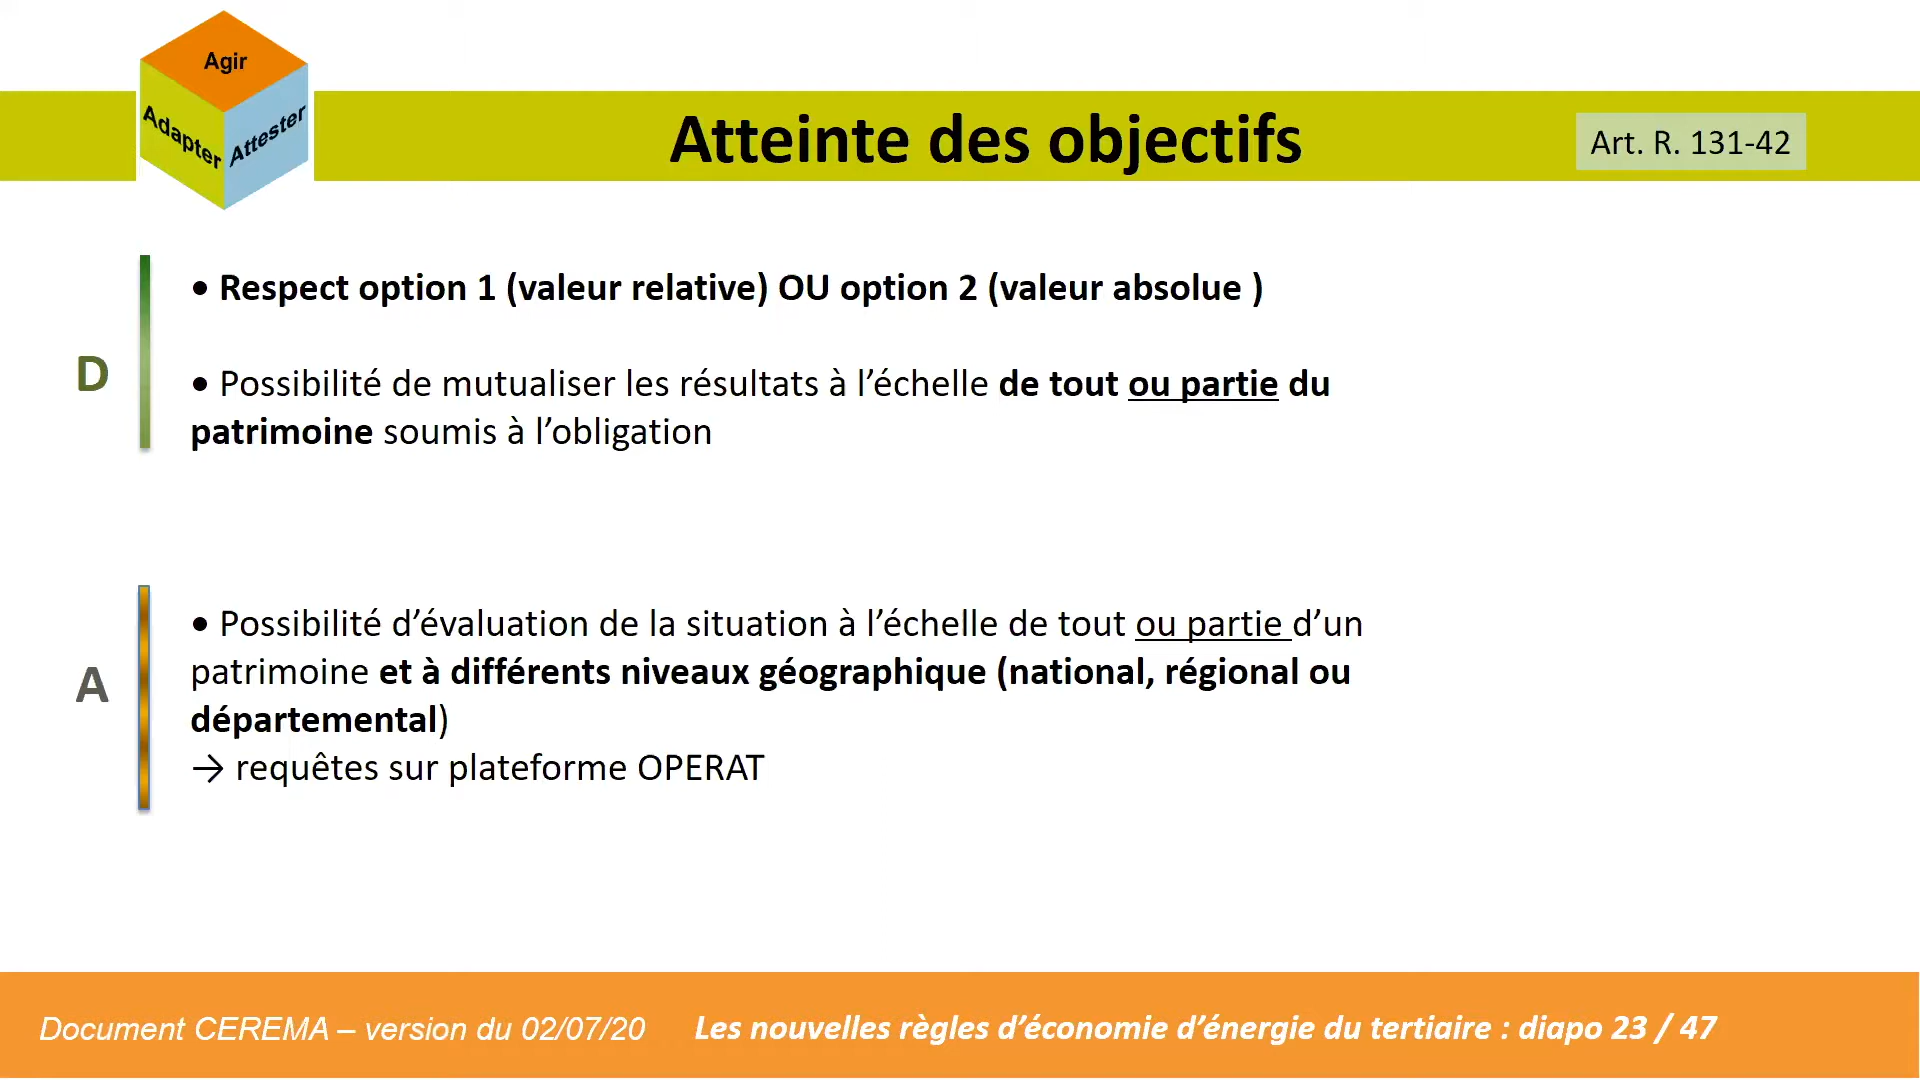 Agir
Adapter
Attester
Atteinte des objectifs
Art. R. 131-42
D
• Respect option 1 (valeur relative) OU option 2 (valeur absolue )
• Possibilité de mutualiser les résultats à l’échelle de tout ou partie du
patrimoine soumis à l’obligation
A
• Possibilité d’évaluation de la situation à l’échelle de tout ou partie d’un
patrimoine et à différents niveaux géographique (national, régional ou
départemental)
→ requêtes sur plateforme OPERAT
Document CEREMA – version du 02/07/20
Les nouvelles règles d’économie d’énergie du tertiaire : diapo 23 / 47